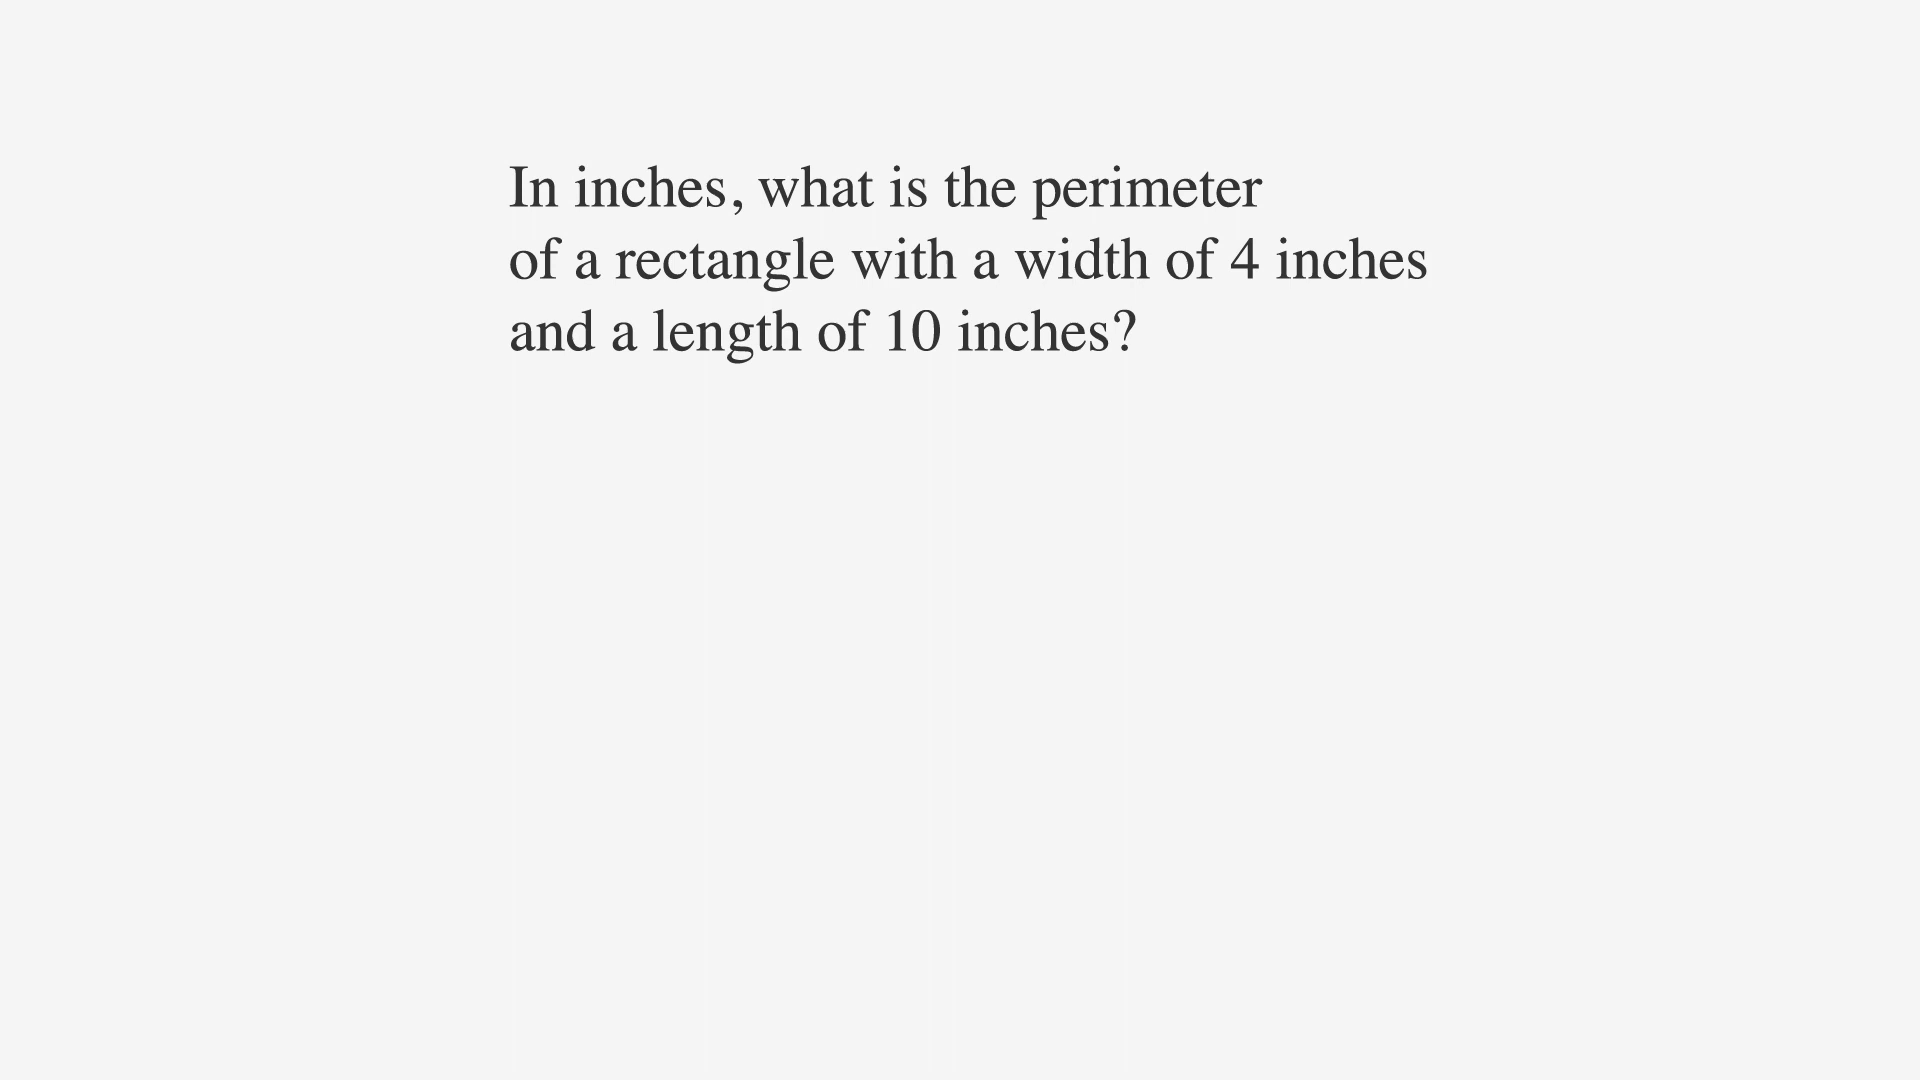 In inches, what is the perimeter
of a rectangle with a width of 4 inches
and a length of 10 inches?